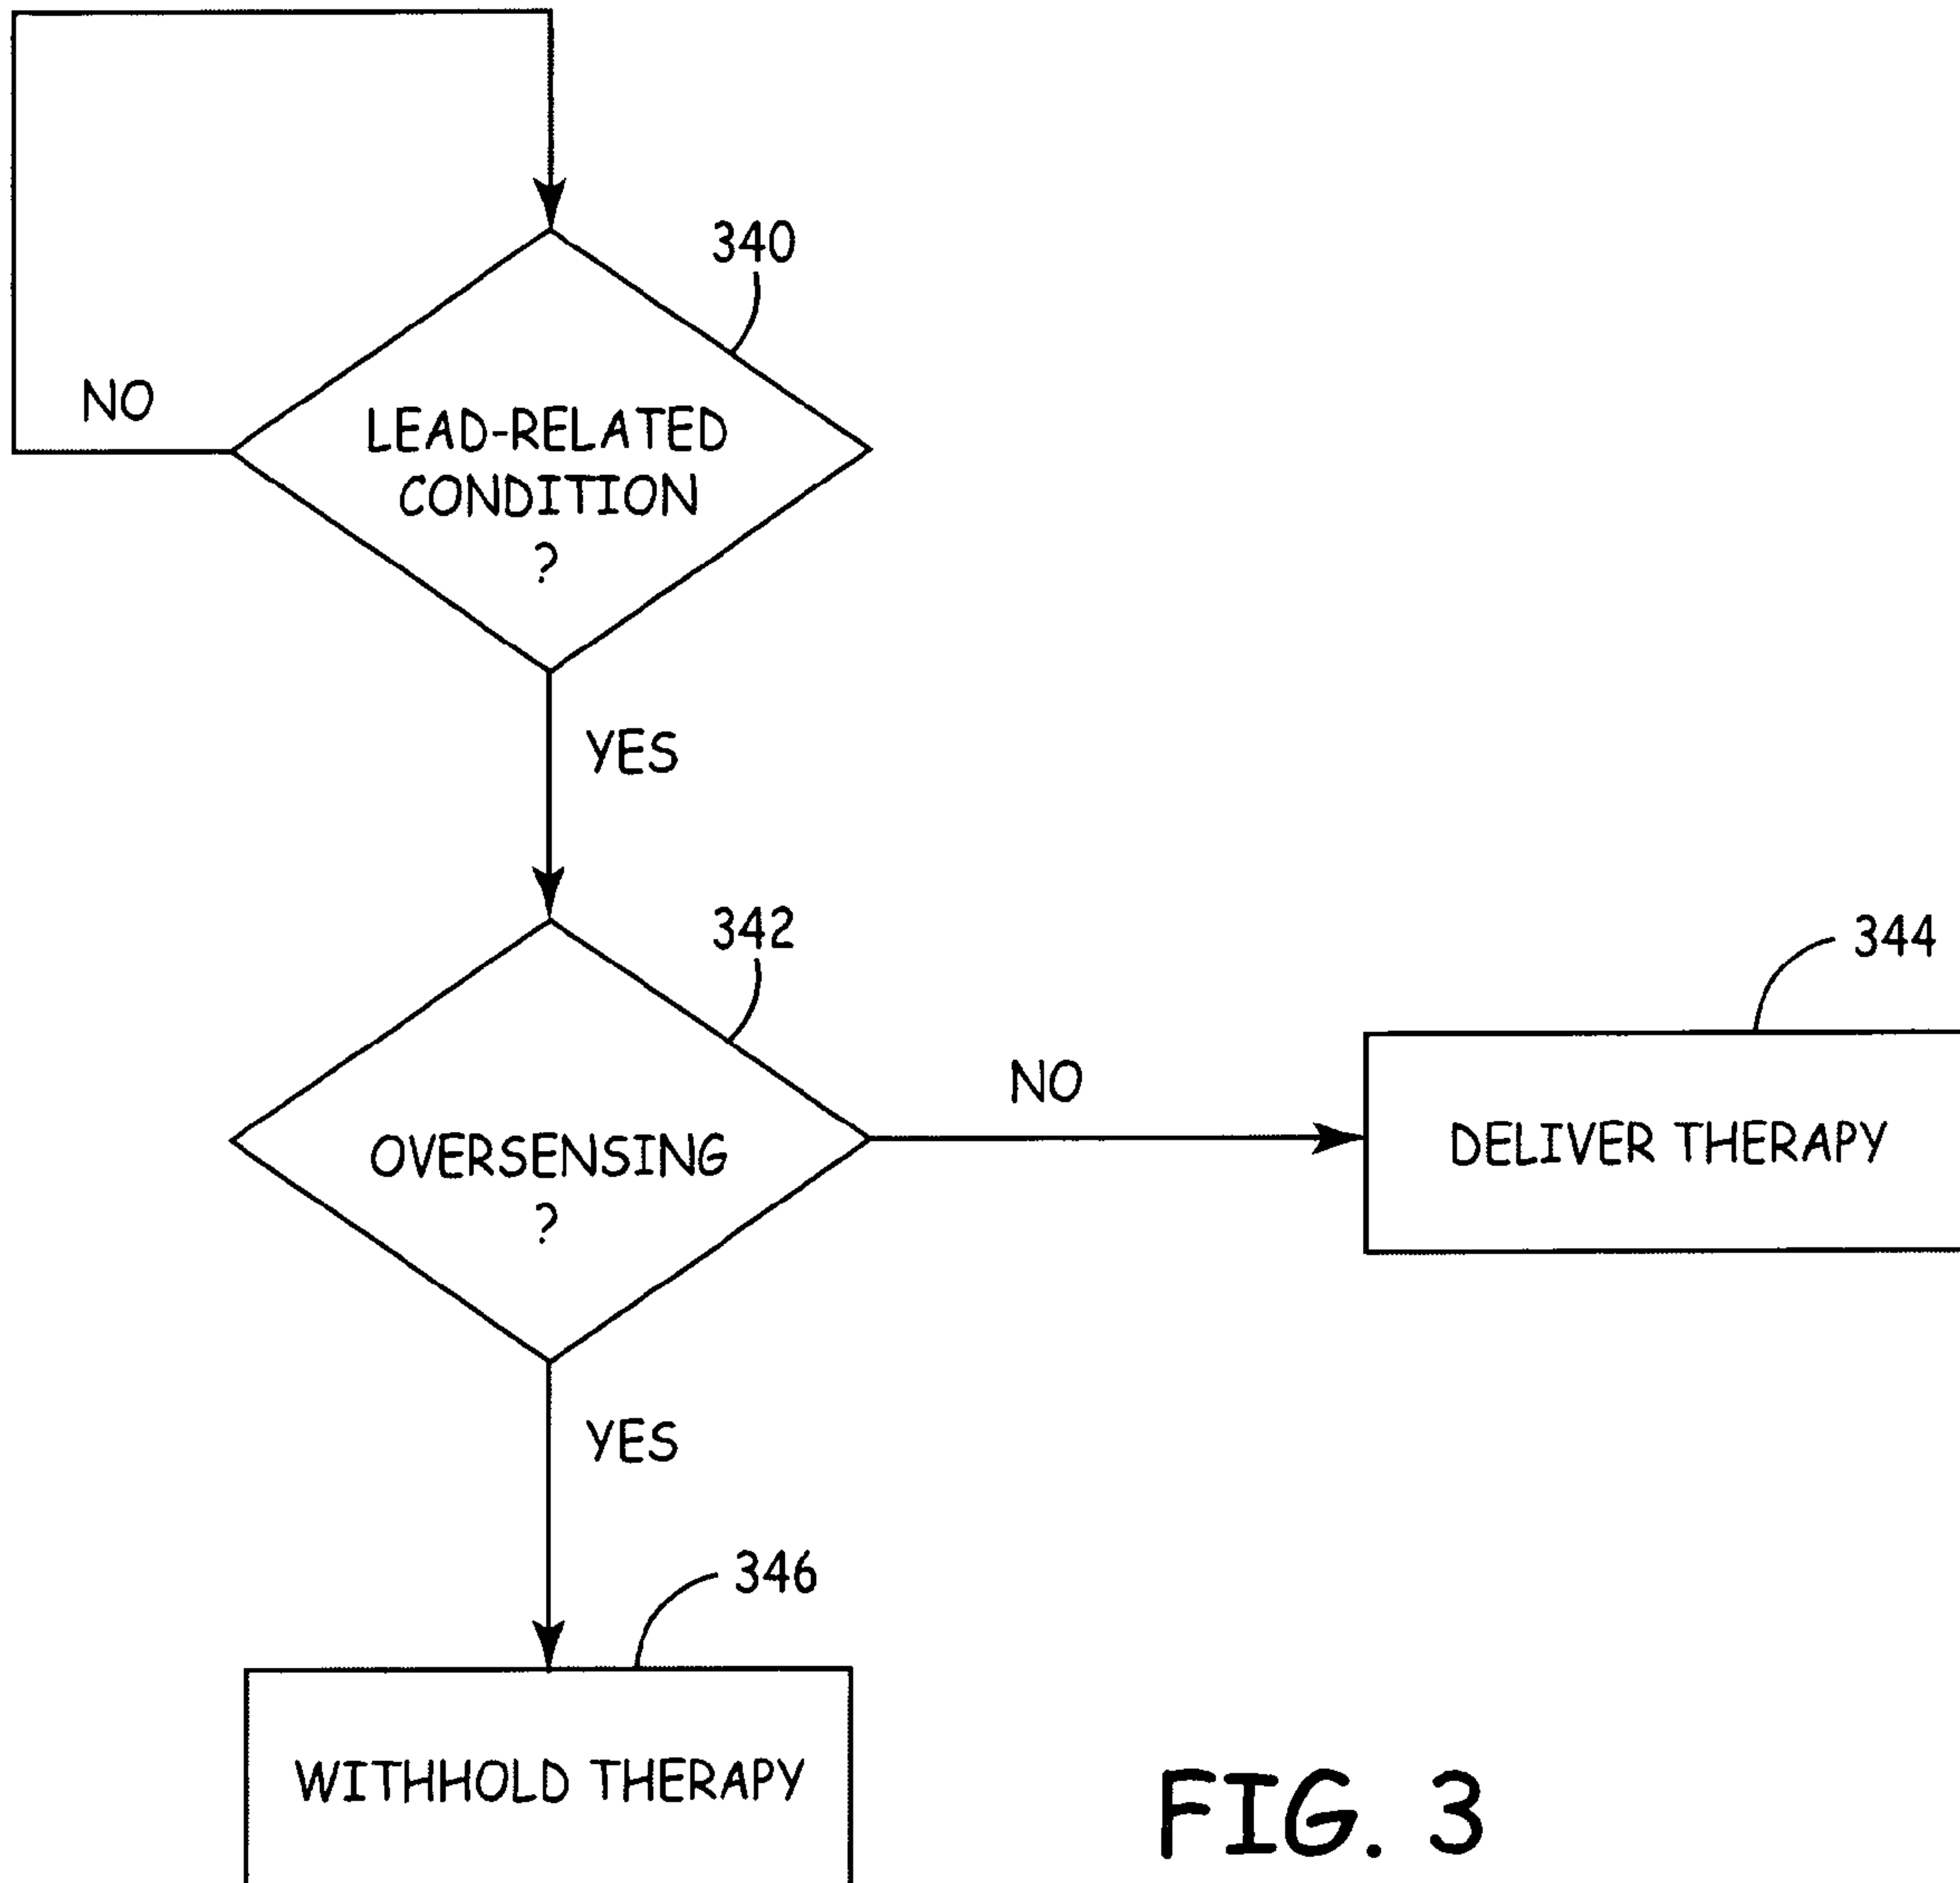 340
NO
LEAD-RELATED
CONDITION
?
YES
342
344
NO
OVERSENSING
?
DELIVER THERAPY
YES
346
WITHHOLD THERAPY
FIG. 3